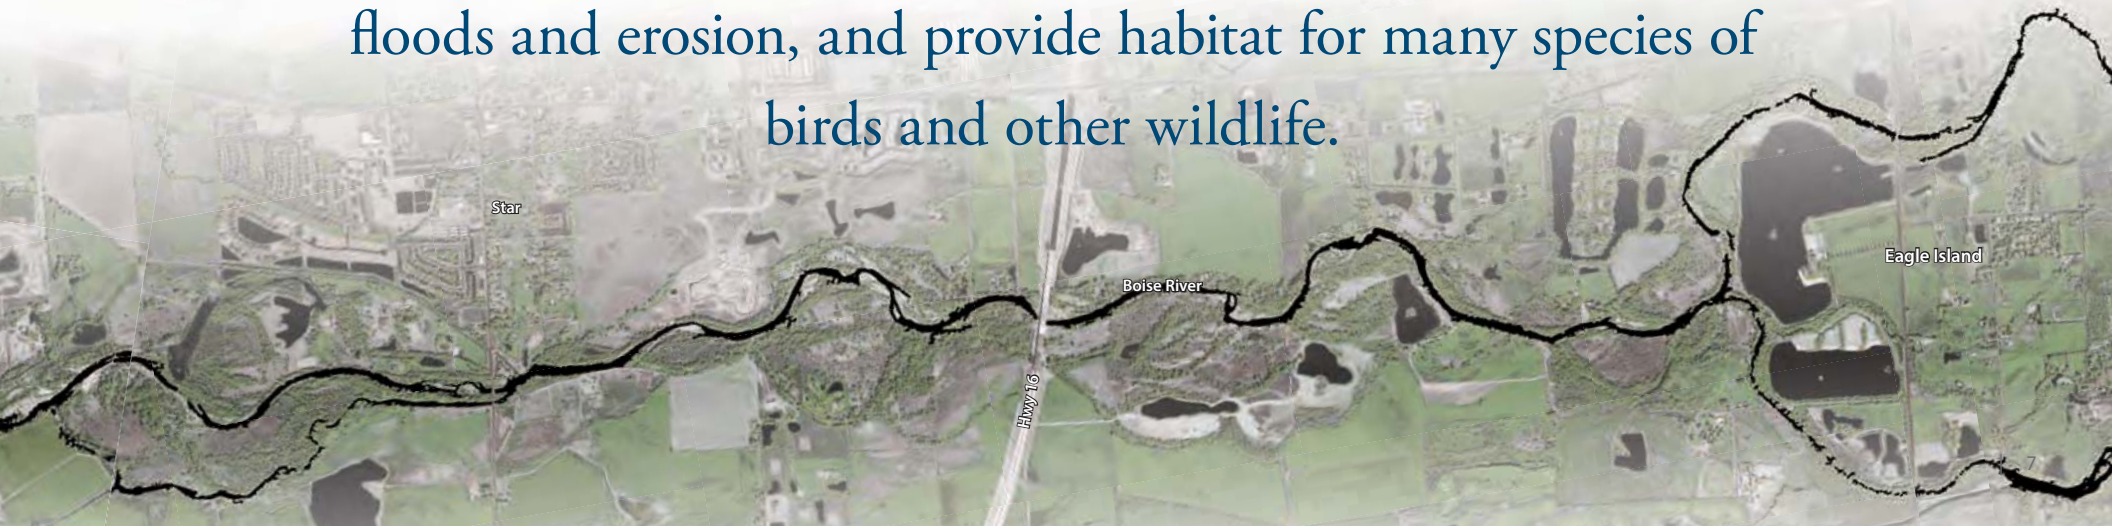 floods and erosion, and provide habitat for many species of
birds and other wildlife.
Star
Eagle Island
Boise River
Hwy 16
7